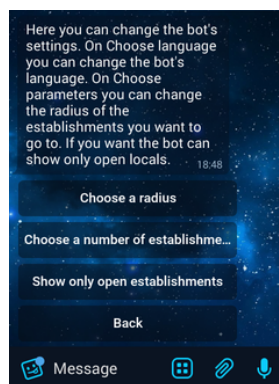 Here you can change the bot's
settings. On Choose language
you can change the bot's
language. On Choose
parameters you can change
the radius of the
establishments you want to
go to. If you want the bot can
show only open locals.
18:48
Choose a radius
Choose a number of establishme...
Show only open establishments
Back
Message